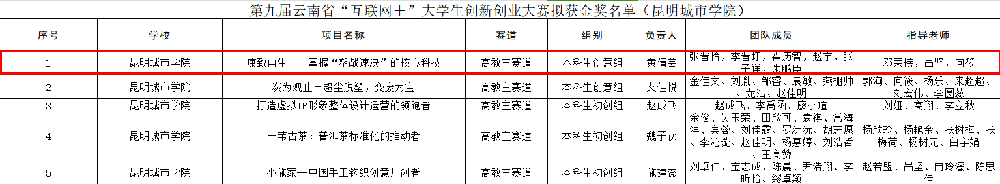 第九届云南省“互联网＋”大学生创新创业大赛拟获金奖名单（昆明城市学院）
序号 学校 项目名称 赛道 组别 负责人 团队成员 指导老师
1 昆明城市学院 康致再生－－掌握“塑战速决”的核心科技 高教主赛道 本科生创意组 黄倩芸 张晋怡，李晋圩，崔历智，赵宇，张子祥，朱鹏臣 邓荣榜，吕坚，向筱
2 昆明城市学院 炭为观止－超尘脱塑，变废为宝 高教主赛道 本科生创意组 艾佳悦 金佳文、刘胤、邹睿、袁敏、燕棚帅、龙浩、赵佳明 郭洵、向筱、杨乐、来超超、刘宏伟、李圆蕊
3 昆明城市学院 打造虚拟IP形象整体设计运营的领跑者 高教主赛道 本科生初创组 赵成飞 赵成飞、李禹函、廖小瑄 刘娅、高翔、李立秋
4 昆明城市学院 一苇古茶：普洱茶标准化的推动者 高教主赛道 本科生初创组 魏子茯 余俊、吴玉荣、田欣可、袁祺、常海洋、矣蓉、刘佳露、罗沅沅、胡志愿、李沁璇、赵佳明、杨惠婷、刘浩哲、王高赞 杨欣玲、杨艳余、张树梅、张梅荷、杨树元、白宇娟
5 昆明城市学院 小施家--中国手工钩织创意开创者 高教主赛道 本科生初创组 施建蕊 刘卓仁、宝志成、陈晨、尹浩翔、李昕怡、缪卓颖 赵若盟、吕坚、冉玲濛、陈思佳